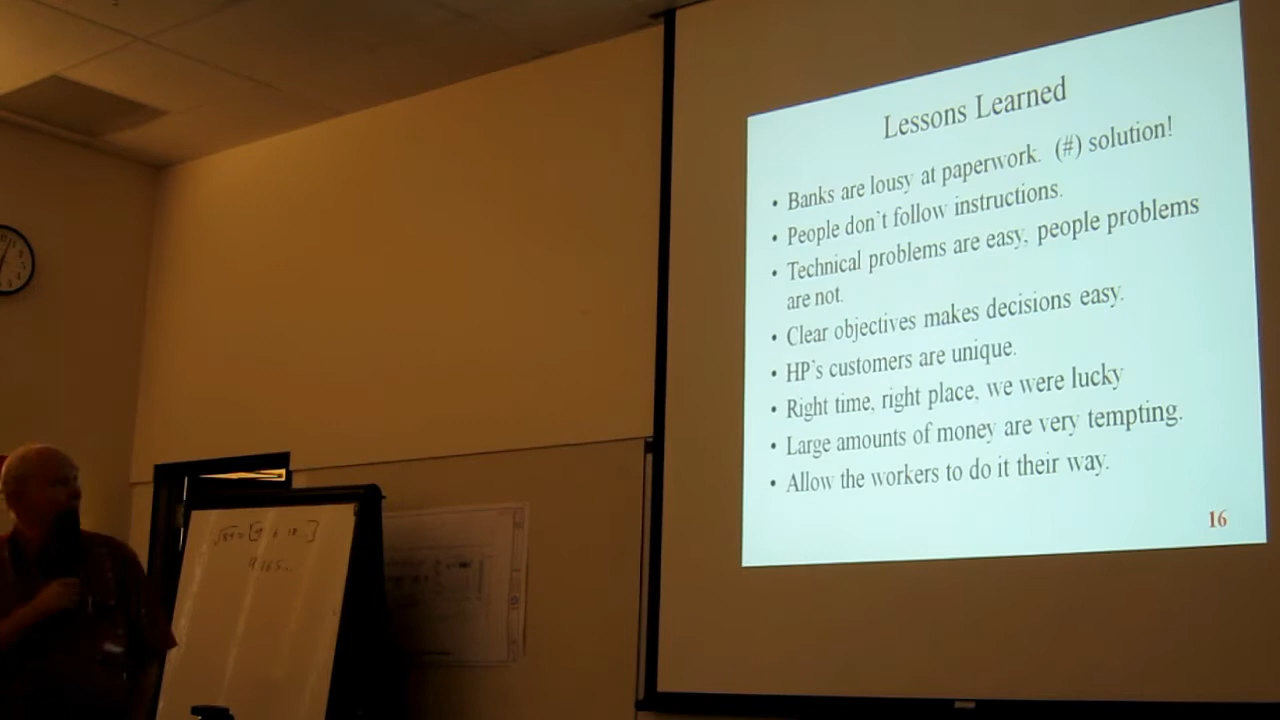 Lessons Learned
• Banks are lousy at paperwork. (#) solution!
• People don't follow instructions.
• Technical problems are easy, people problems
are not.
• Clear objectives makes decisions easy.
• HP's customers are unique.
• Right time, right place, we were lucky
• Large amounts of money are very tempting.
• Allow the workers to do it their way.
16